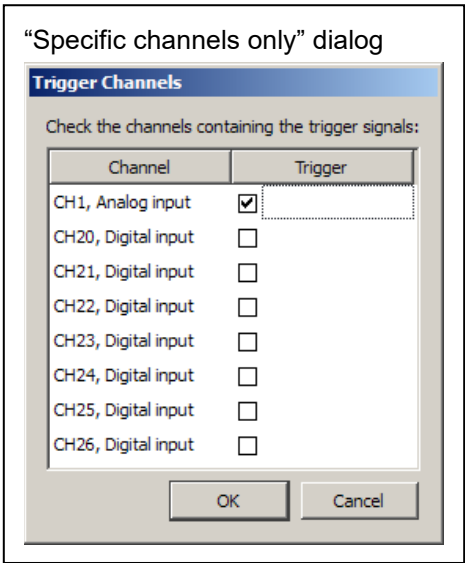 “Specific channels only” dialog
Trigger Channels
Check the channels containing the trigger signals:
Channel Trigger
CH1, Analog input
CH20, Digital input
CH21, Digital input
CH22, Digital input
CH23, Digital input
CH24, Digital input
CH25, Digital input
CH26, Digital input
OK Cancel